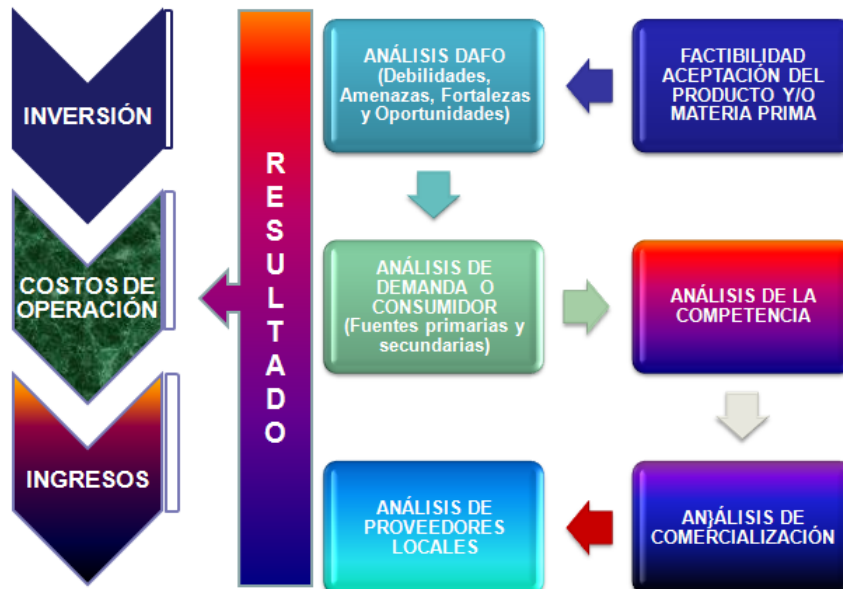 INVERSIÓN
COSTOS DE
OPERACIÓN
INGRESOS
RESULTADO
ANÁLISIS DAFO
(Debilidades,
Amenazas, Fortalezas
y Oportunidades)
FACTIBILIDAD
ACEPTACIÓN DEL
PRODUCTO Y/O
MATERIA PRIMA
ANÁLISIS DE
DEMANDA O
CONSUMIDOR
(Fuentes primarias y
secundarias)
ANÁLISIS DE LA
COMPETENCIA
ANÁLISIS DE
PROVEEDORES
LOCALES
AN}ÁLISIS DE
COMERCIALIZACIÓN